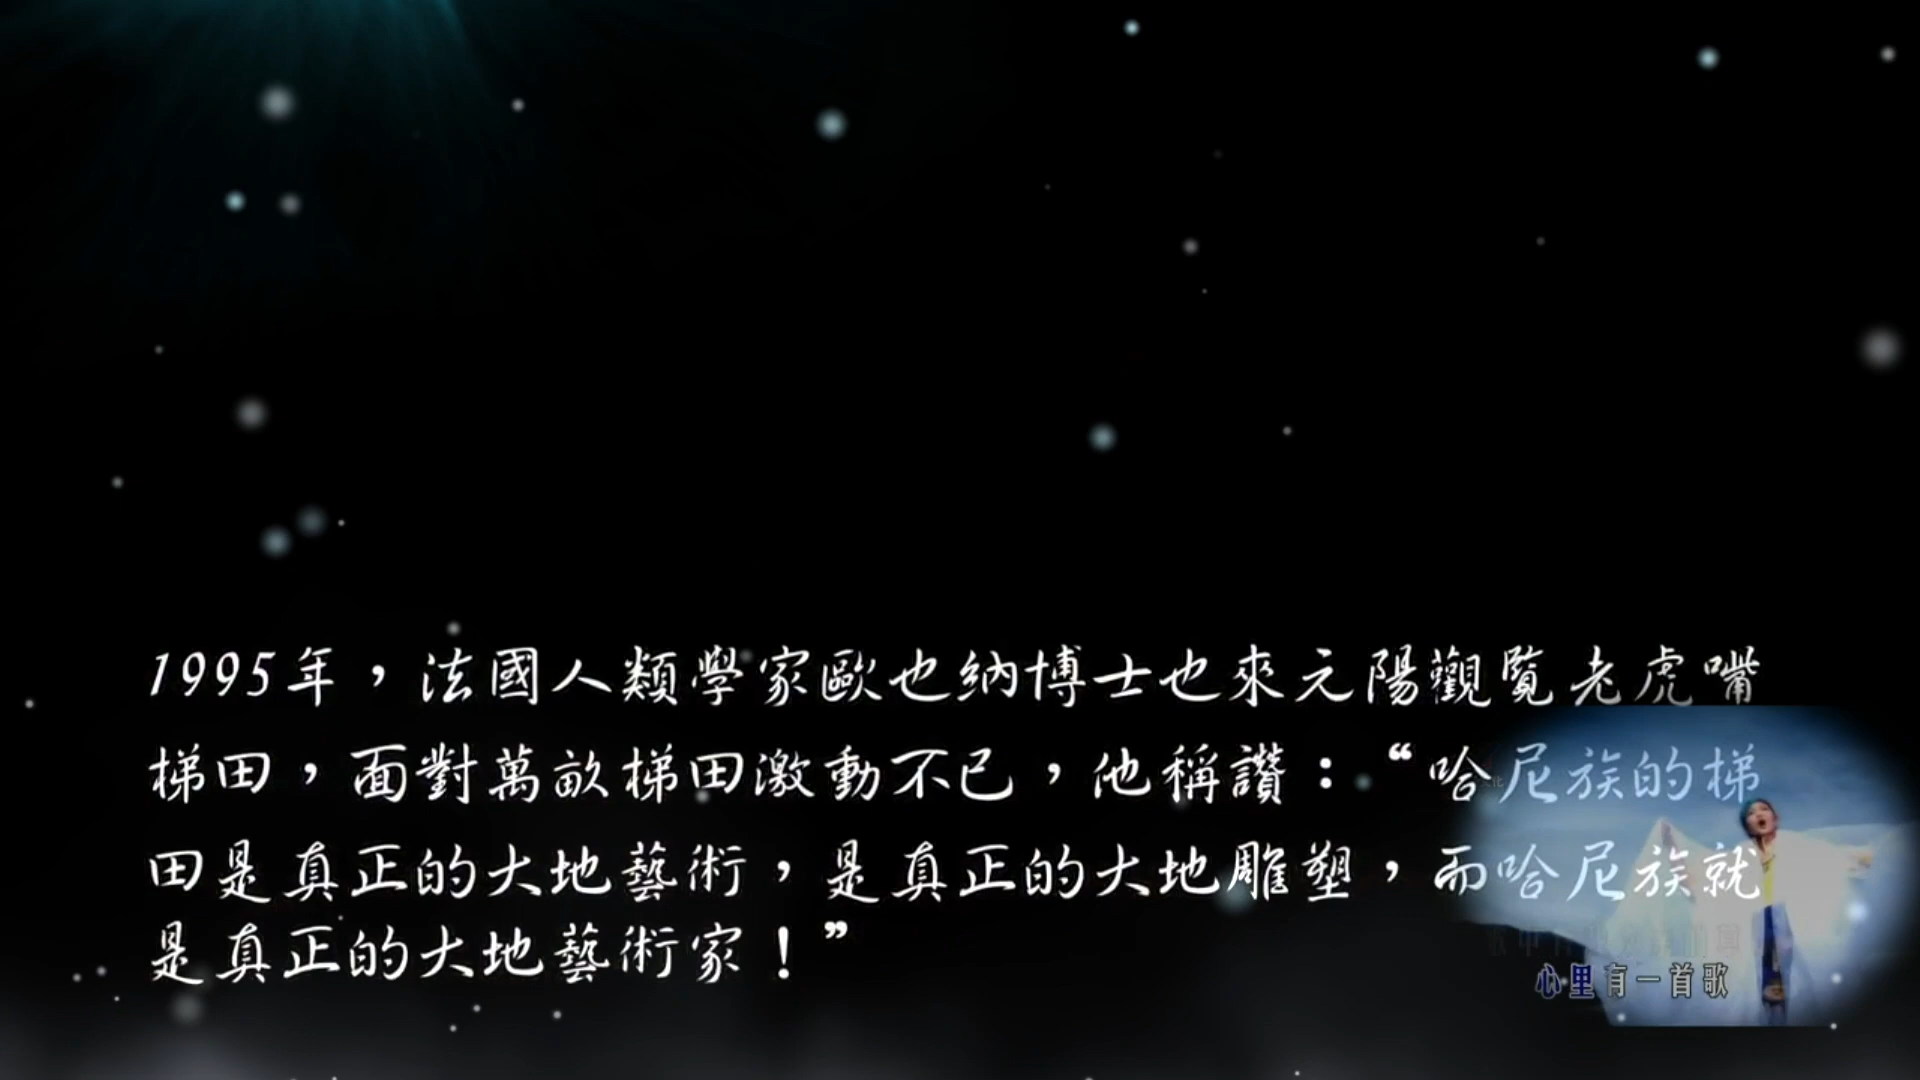 1995年，法國人類學家歐也納博士也來元陽觀覧老虎嘴
梯田，面對萬畝梯田激動不已，他稱讚：“哈尼族的梯
田是真正的大地藝術，是真正的大地雕塑，而哈尼族就
是真正的大地藝術家！”
心里有一首歌